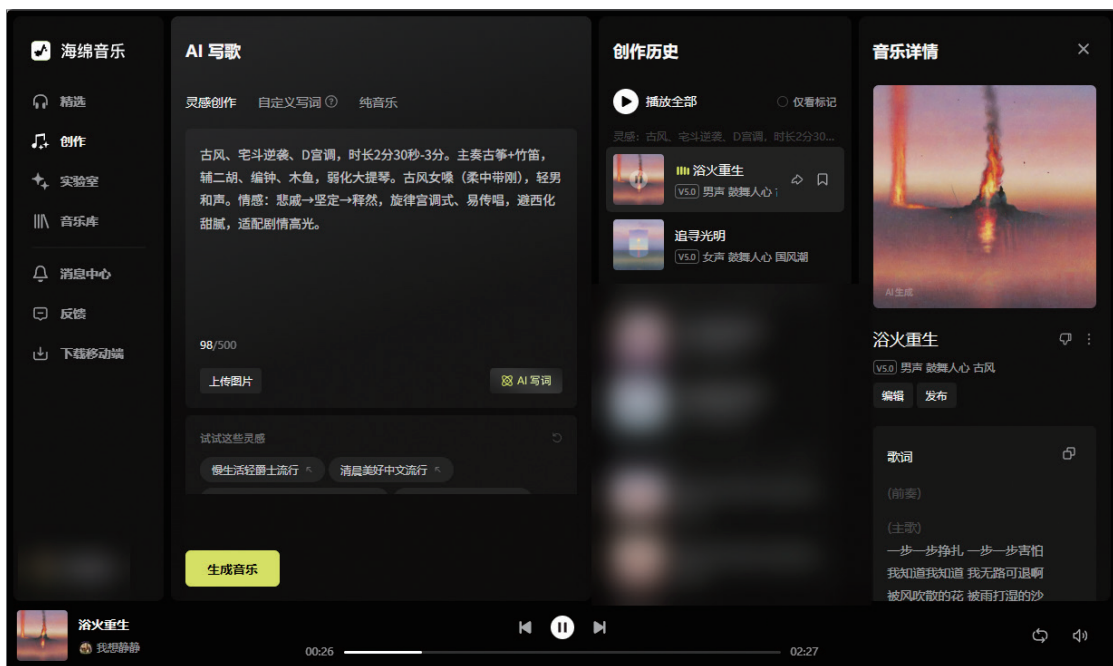 海绵音乐
精选
创作
实验室
音乐库
消息中心
反馈
下载移动端
AI 写歌
灵感创作 自定义写词 纯音乐
古风、宅斗逆袭、D宫调，时长2分30秒-3分。主奏古筝+竹笛，
辅二胡、编钟、木鱼，弱化大提琴。古风女嗓（柔中带刚），轻男
和声。情感：悲戚→坚定→释然，旋律宫调式、易传唱，避西化
甜腻，适配剧情高光。
98/500
上传图片
AI 写词
试试这些灵感
慢生活轻爵士流行
清晨美好中文流行
生成音乐
创作历史
播放全部
仅看标记
灵感：古风、宅斗逆袭、D宫调，时长2分30...
浴火重生
V5.0 男声 鼓舞人心
追寻光明
V5.0 女声 鼓舞人心 国风潮
音乐详情
AI生成
浴火重生
V5.0 男声 鼓舞人心 古风
编辑 发布
歌词
(前奏)
(主歌)
一步一步挣扎 一步一步害怕
我知道我知道 我无路可退啊
被风吹散的花 被雨打湿的沙
浴火重生
我想静静
00:26
02:27